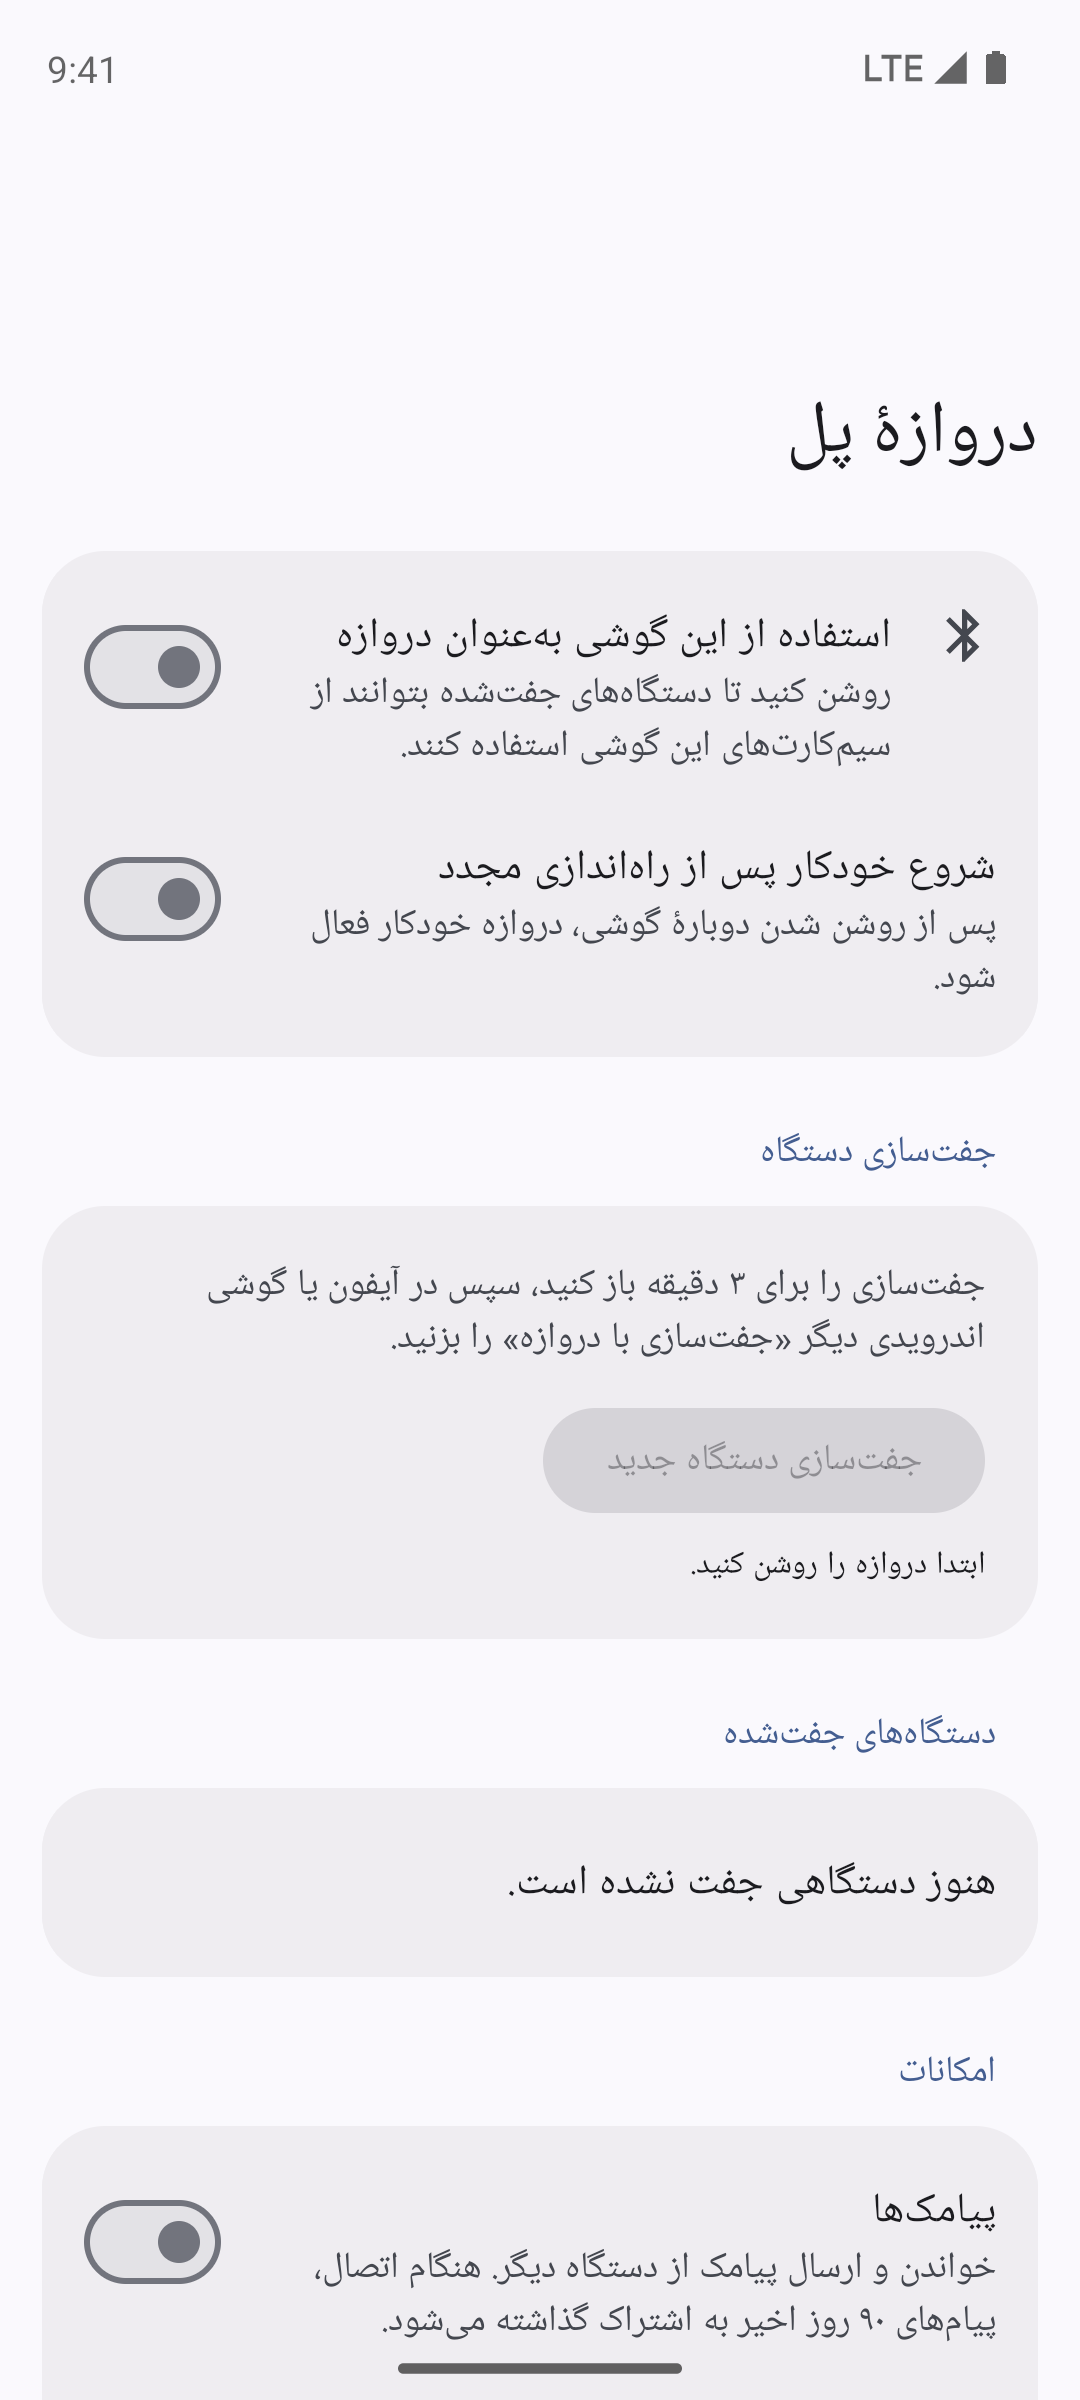 9:41
LTE
دروازهٔ پل
استفاده از این گوشی به‌عنوان دروازه
روشن کنید تا دستگاه‌های جفت‌شده بتوانند از
سیم‌کارت‌های این گوشی استفاده کنند.
شروع خودکار پس از راه‌اندازی مجدد
پس از روشن شدن دوبارهٔ گوشی، دروازه خودکار فعال
شود.
جفت‌سازی دستگاه
جفت‌سازی را برای ۳ دقیقه باز کنید، سپس در آیفون یا گوشی
اندرویدی دیگر «جفت‌سازی با دروازه» را بزنید.
جفت‌سازی دستگاه جدید
ابتدا دروازه را روشن کنید.
دستگاه‌های جفت‌شده
هنوز دستگاهی جفت نشده است.
امکانات
پیامک‌ها
خواندن و ارسال پیامک از دستگاه دیگر. هنگام اتصال،
پیام‌های ۹۰ روز اخیر به اشتراک گذاشته می‌شود.